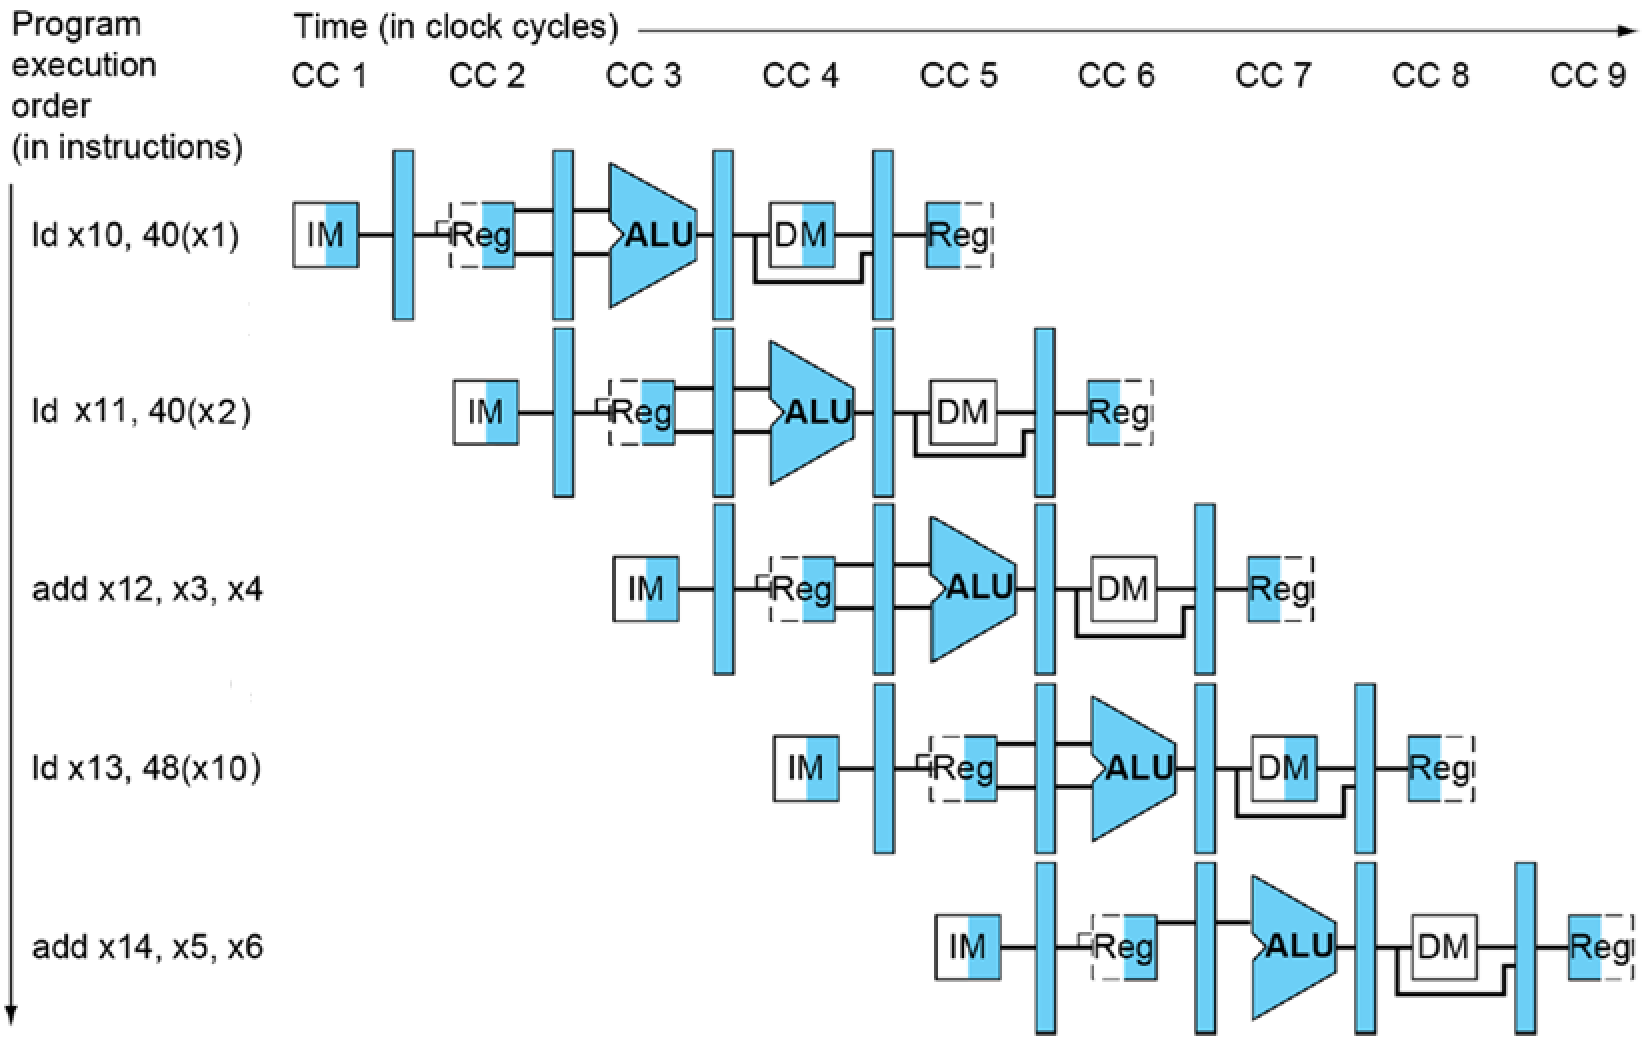 Program
execution
order
(in instructions)
Time (in clock cycles)
CC 1 CC 2 CC 3 CC 4 CC 5 CC 6 CC 7 CC 8 CC 9
ld x10, 40(x1) IM Reg ALU DM Reg
ld x11, 40(x2) IM Reg ALU DM Reg
add x12, x3, x4 IM Reg ALU DM Reg
ld x13, 48(x10) IM Reg ALU DM Reg
add x14, x5, x6 IM Reg ALU DM Reg